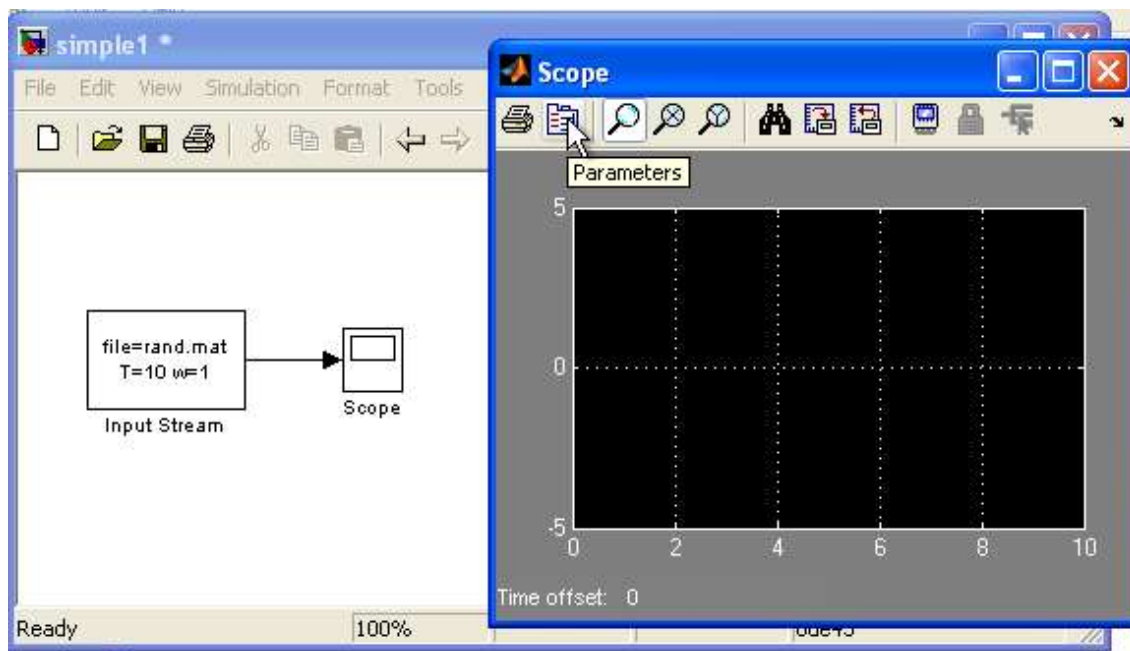 simple1 *
File Edit View Simulation Format Tools
file=rand.mat
T=10 w=1
Input Stream
Scope
Ready
100%
Scope
Parameters
5
0
-5
0 2 4 6 8 10
Time offset: 0